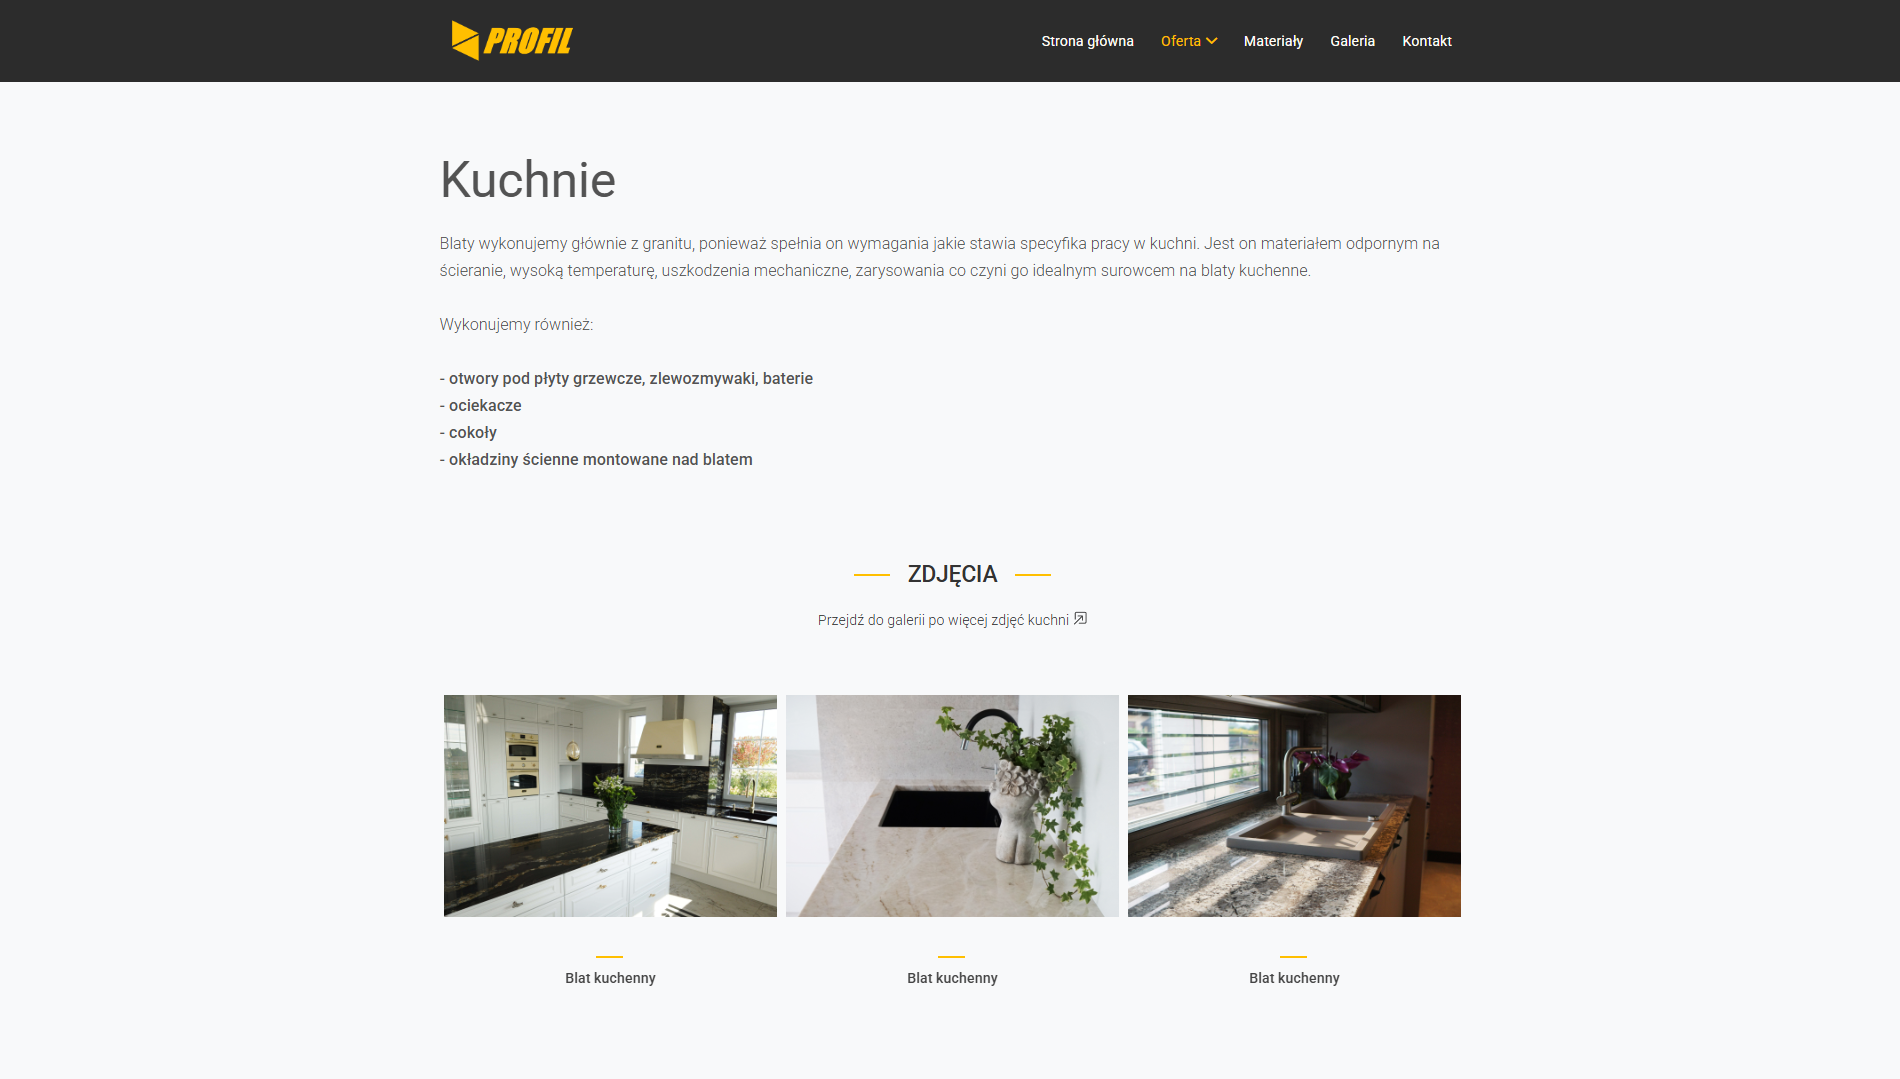 PROFIL
Strona główna
Oferta
Materiały
Galeria
Kontakt
Kuchnie
Blaty wykonujemy głównie z granitu, ponieważ spełnia on wymagania jakie stawia specyfika pracy w kuchni. Jest on materiałem odpornym na
ścieranie, wysoką temperaturę, uszkodzenia mechaniczne, zarysowania co czyni go idealnym surowcem na blaty kuchenne.
Wykonujemy również:
- otwory pod płyty grzewcze, zlewozmywaki, baterie
- ociekacze
- cokoły
- okładziny ścienne montowane nad blatem
ZDJĘCIA
Przejdź do galerii po więcej zdjęć kuchni
Blat kuchenny
Blat kuchenny
Blat kuchenny